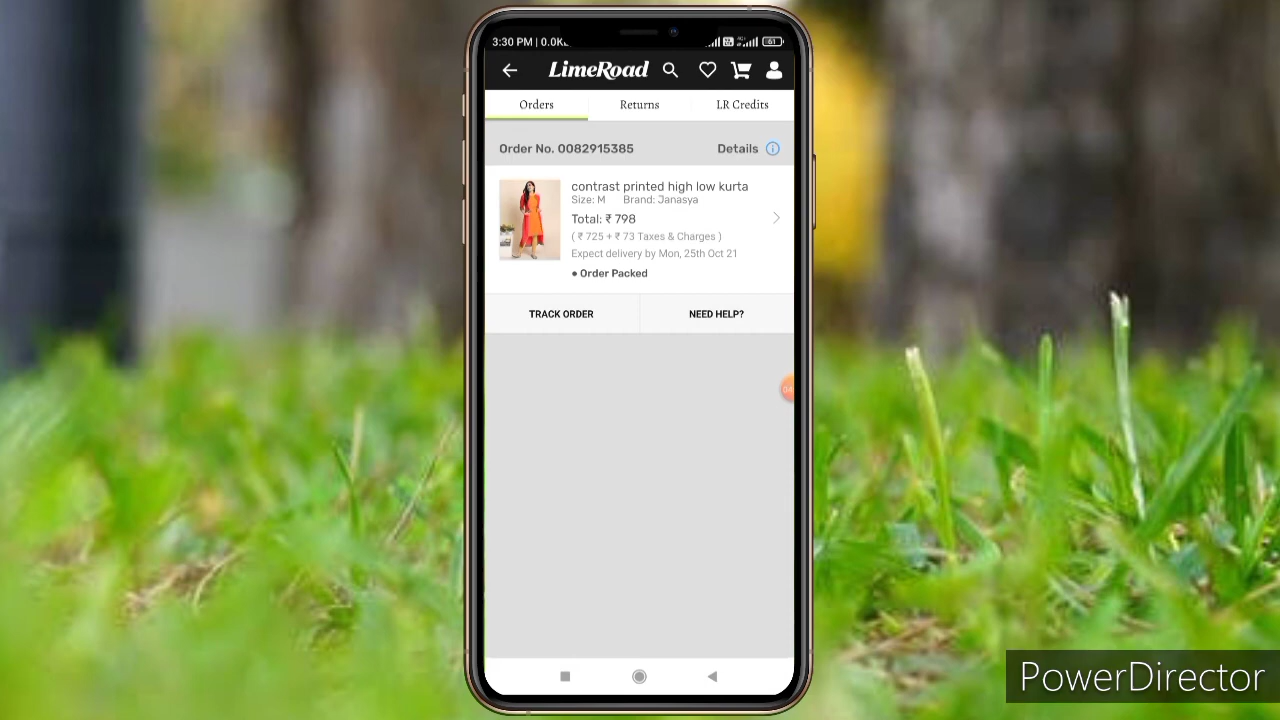 3:30 PM | 0.0K
LimeRoad
Orders Returns LR Credits
Order No. 0082915385 Details
contrast printed high low kurta
Size: M Brand: Janasya
Total: ₹ 798
( ₹ 725 + ₹ 73 Taxes & Charges )
Expect delivery by Mon, 25th Oct 21
• Order Packed
TRACK ORDER NEED HELP?
PowerDirector